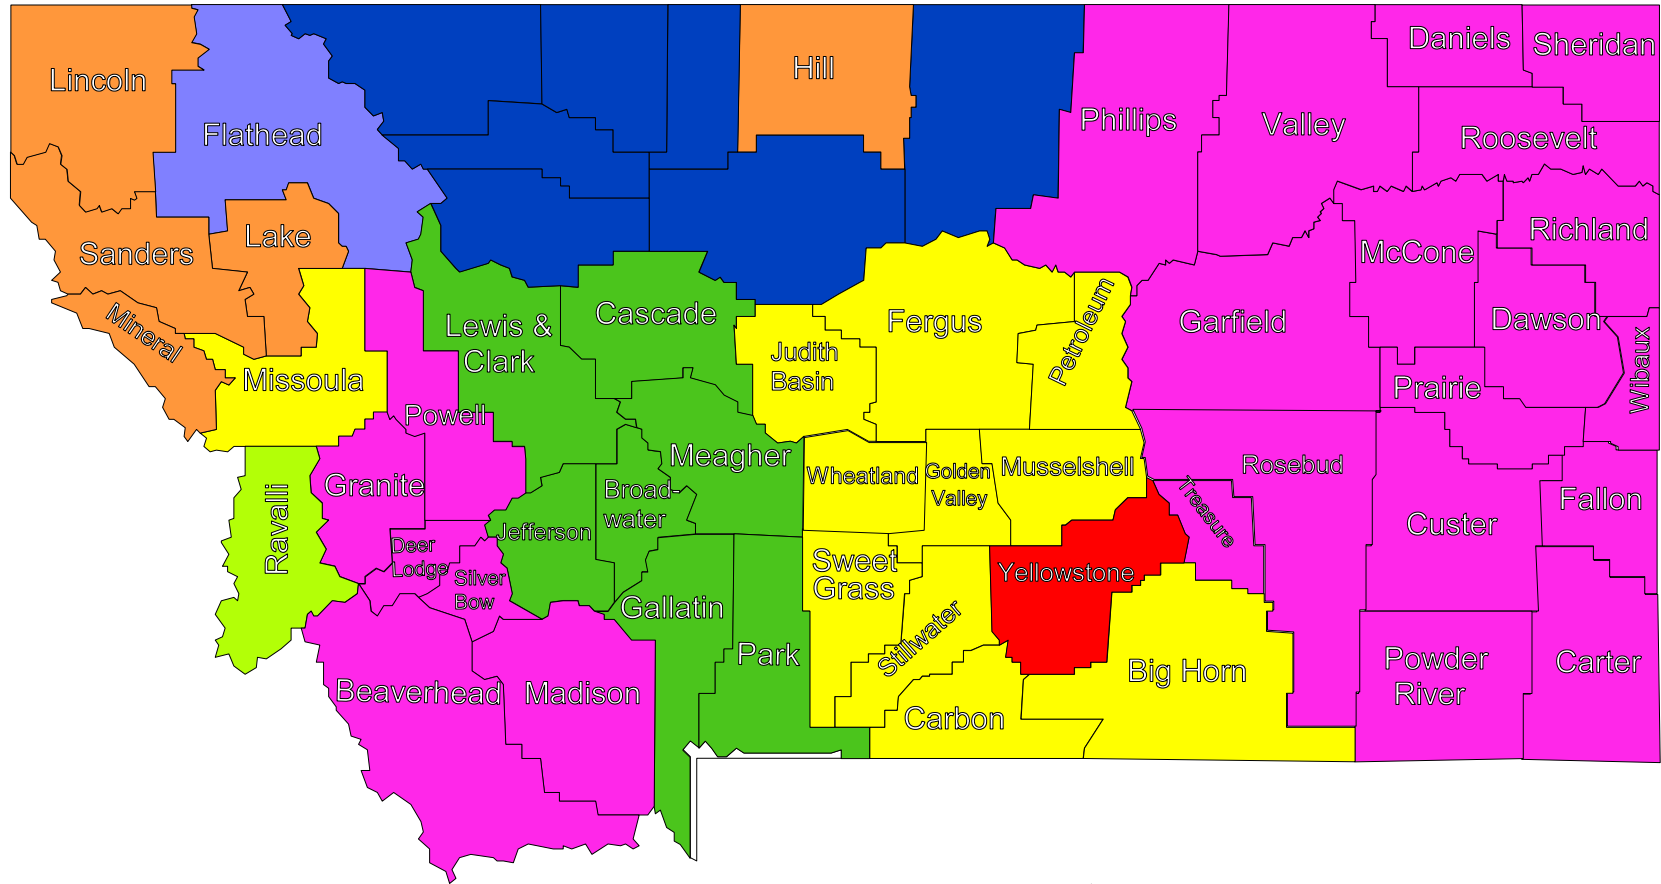 Lincoln
Flathead
Hill
Daniels
Sheridan
Phillips
Valley
Roosevelt
Sanders
Lake
McCone
Richland
Mineral
Missoula
Lewis &
Clark
Cascade
Judith
Basin
Fergus
Petroleum
Garfield
Dawson
Wibaux
Prairie
Powell
Granite
Meagher
Wheatland
Golden
Valley
Musselshell
Rosebud
Treasure
Custer
Fallon
Ravalli
Deer
Lodge
Silver
Bow
Jefferson
Broad-
water
Sweet
Grass
Yellowstone
Stillwater
Gallatin
Park
Carbon
Big Horn
Powder
River
Carter
Beaverhead
Madison